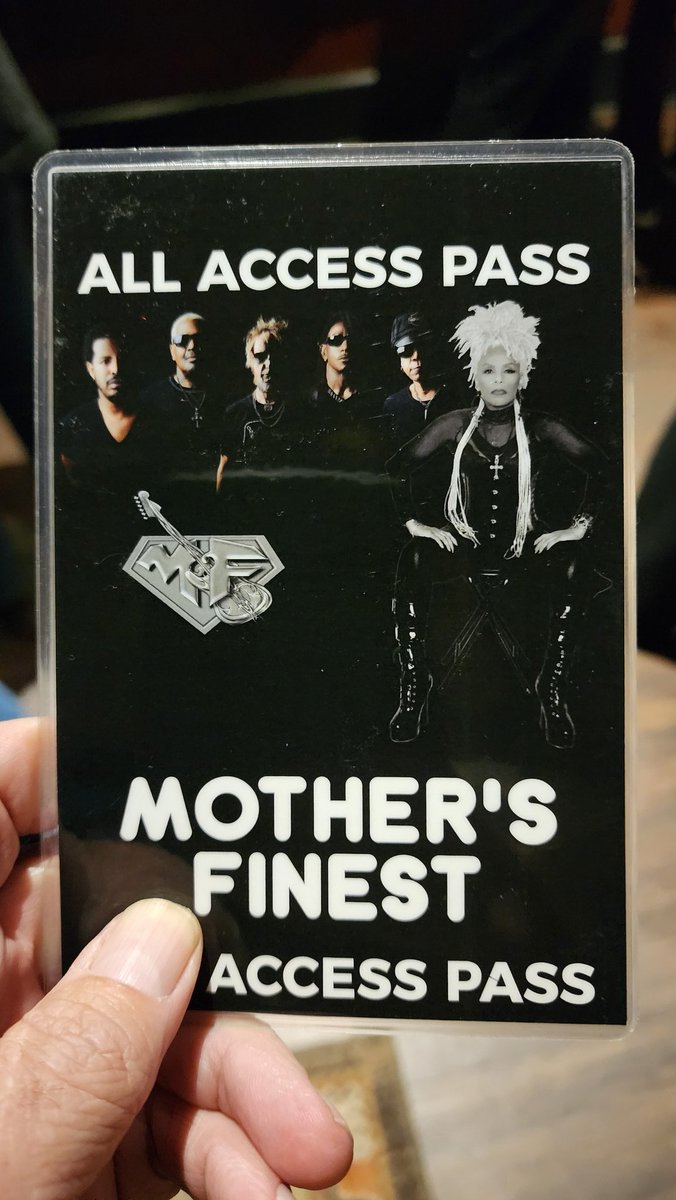 ALL ACCESS PASS
M F
MOTHER'S
FINEST
ACCESS PASS